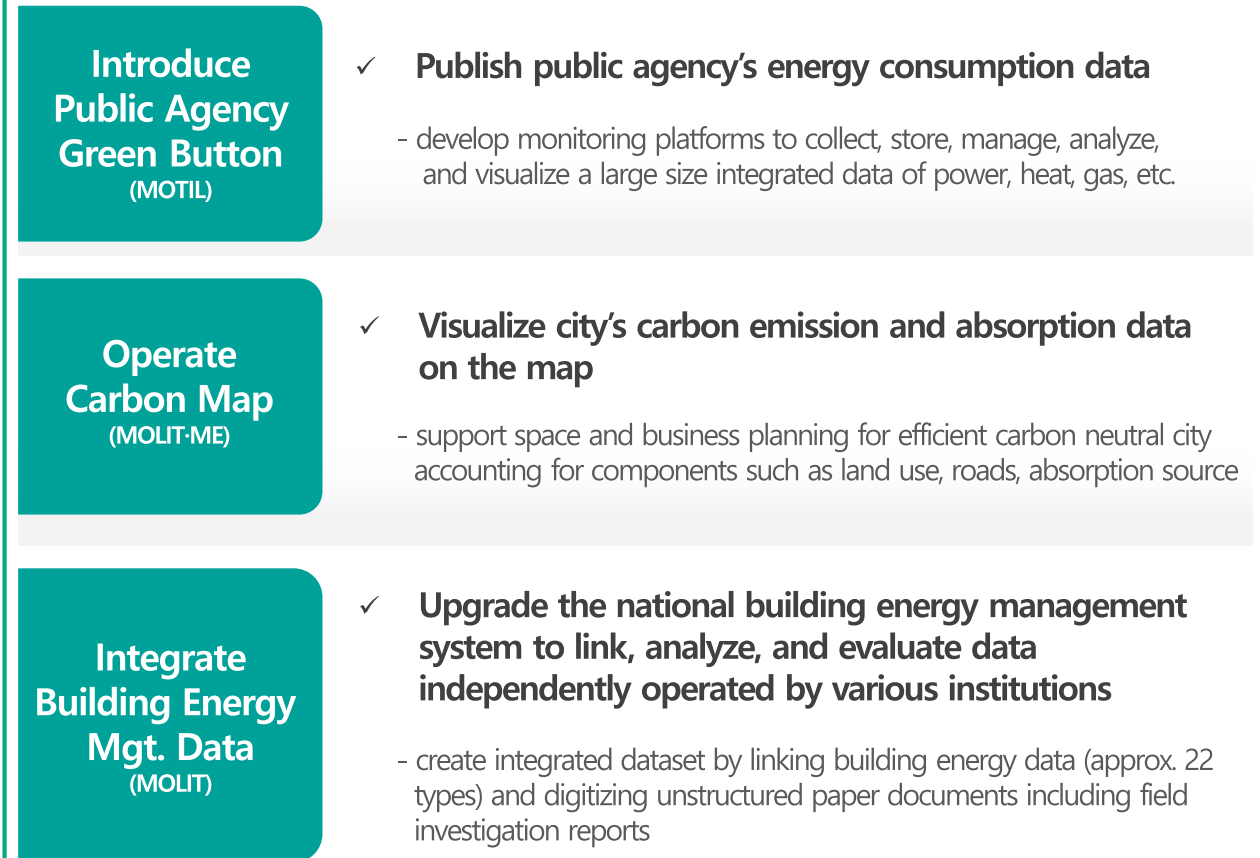 Introduce
Public Agency
Green Button
(MOTIL)
✓ Publish public agency's energy consumption data
- develop monitoring platforms to collect, store, manage, analyze,
and visualize a large size integrated data of power, heat, gas, etc.
Operate
Carbon Map
(MOLIT·ME)
✓ Visualize city's carbon emission and absorption data
on the map
- support space and business planning for efficient carbon neutral city
accounting for components such as land use, roads, absorption source
Integrate
Building Energy
Mgt. Data
(MOLIT)
✓ Upgrade the national building energy management
system to link, analyze, and evaluate data
independently operated by various institutions
- create integrated dataset by linking building energy data (approx. 22
types) and digitizing unstructured paper documents including field
investigation reports